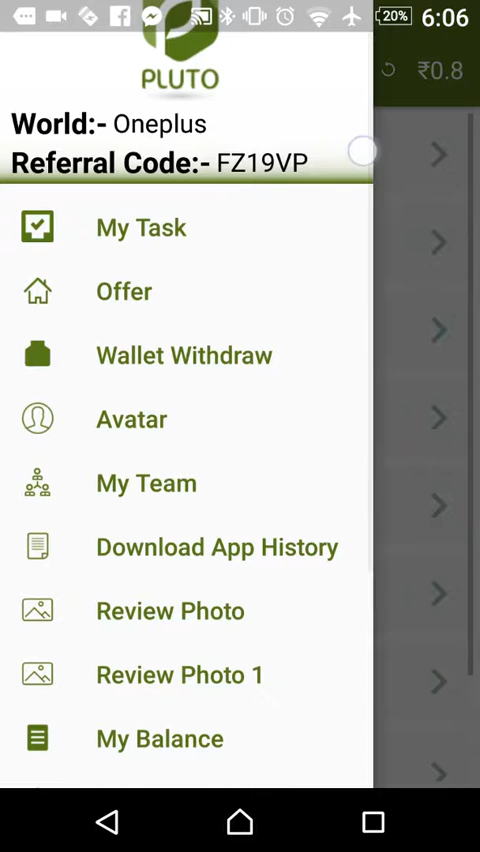 20% 6:06
PLUTO
₹0.8
World:- Oneplus
Referral Code:- FZ19VP
My Task
Offer
Wallet Withdraw
Avatar
My Team
Download App History
Review Photo
Review Photo 1
My Balance